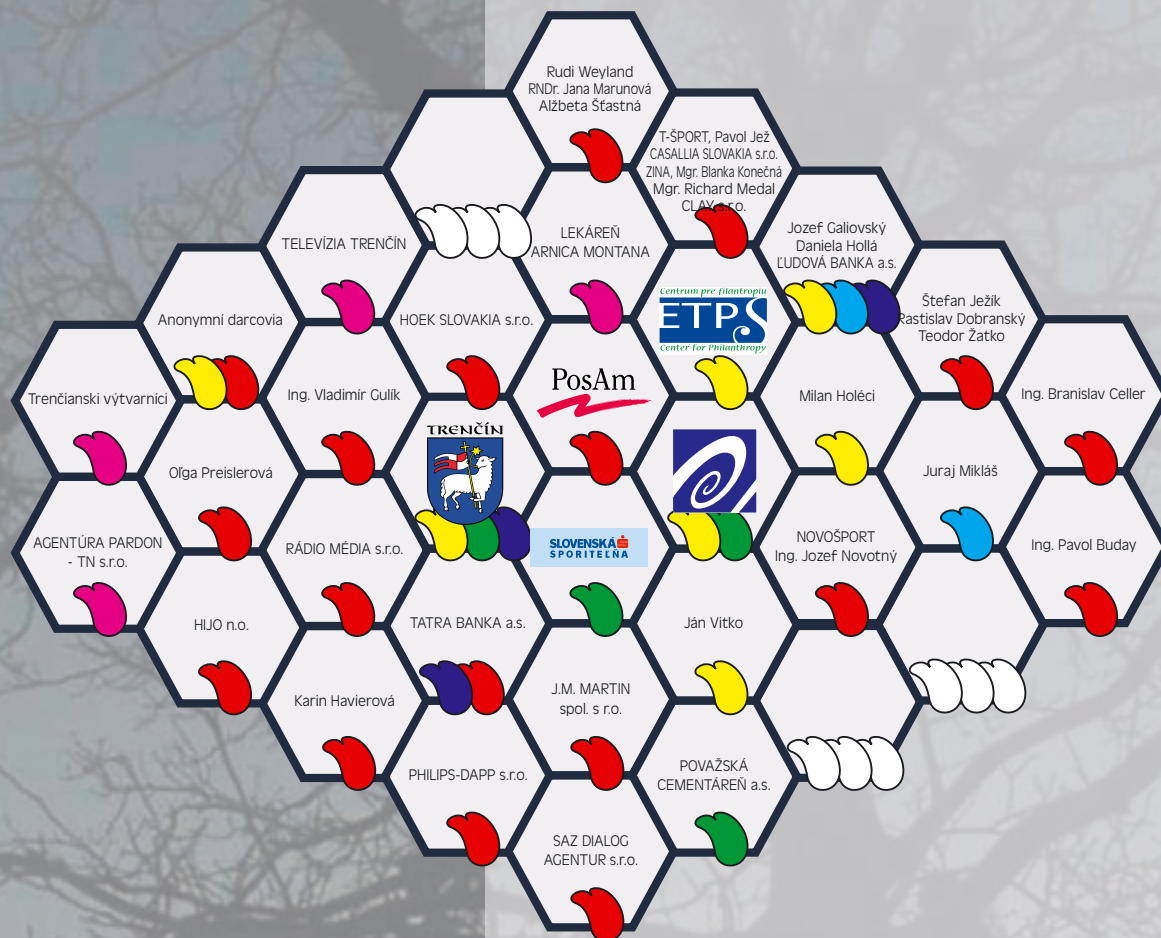 Rudi Weyland
RNDr. Jana Marunová
Alžbeta Šťastná
T-ŠPORT, Pavol Jež
CASALLIA SLOVAKIA s.r.o.
ZINA, Mgr. Blanka Konečná
Mgr. Richard Medal
CLAY s.r.o.
TELEVÍZIA TRENČÍN
LEKÁREŇ
ARNICA MONTANA
Jozef Galiovský
Daniela Hollá
ĽUDOVÁ BANKA a.s.
Anonymní darcovia
HOEK SLOVAKIA s.r.o.
Centrum pre filantropiu
ETPS
Center for Philanthropy
Štefan Ježík
Rastislav Dobranský
Teodor Žatko
Trenčianski výtvarníci
Ing. Vladimír Gulík
PosAm
Milan Holéci
Ing. Branislav Celler
Oľga Preislerová
TRENČÍN
Juraj Mikláš
AGENTÚRA PARDON
- TN s.r.o.
RÁDIO MÉDIA s.r.o.
SLOVENSKÁ
SPORITEĽŇA
NOVOŠPORT
Ing. Jozef Novotný
Ing. Pavol Buday
HIJO n.o.
TATRA BANKA a.s.
Ján Vitko
Karin Havierová
J.M. MARTIN
spol. s r.o.
PHILIPS-DAPP s.r.o.
POVAŽSKÁ
CEMENTÁREŇ a.s.
SAZ DIALOG
AGENTUR s.r.o.